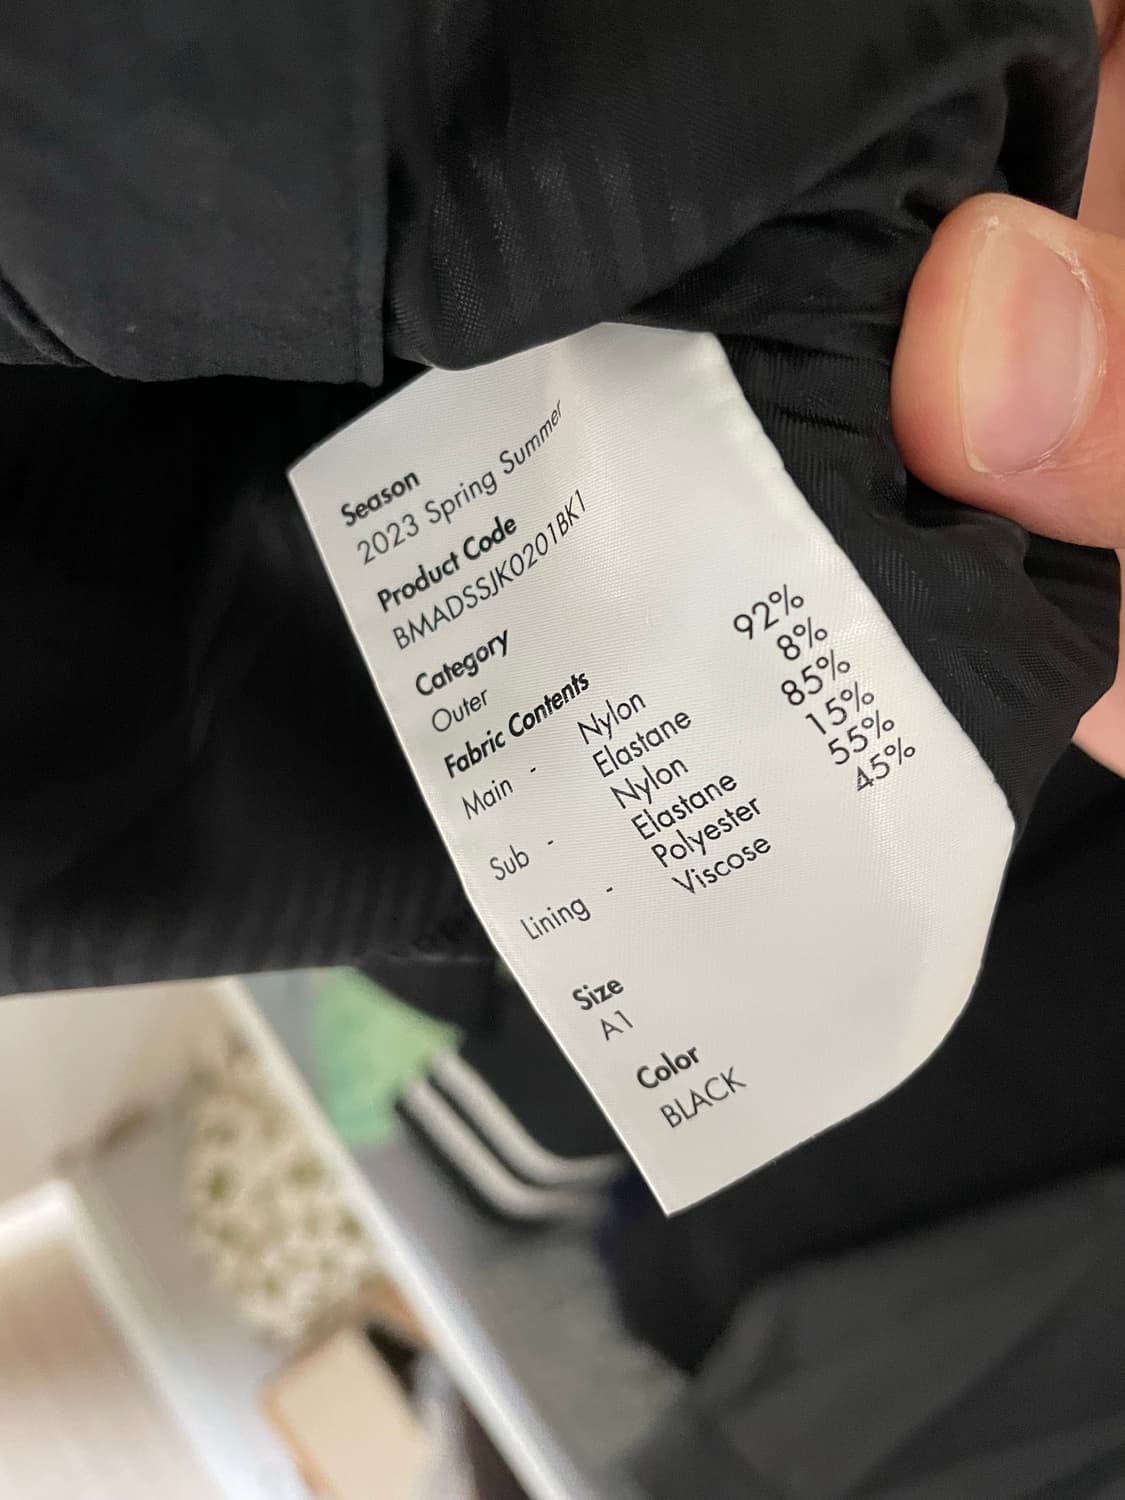 Season
2023 Spring Summer
Product Code
BMADSSJK0201BK1
Category
Outer
Fabric Contents
Main - Nylon 92%
Elastane 8%
Sub - Nylon 85%
Elastane 15%
Lining - Polyester 55%
Viscose 45%
Size
A1
Color
BLACK